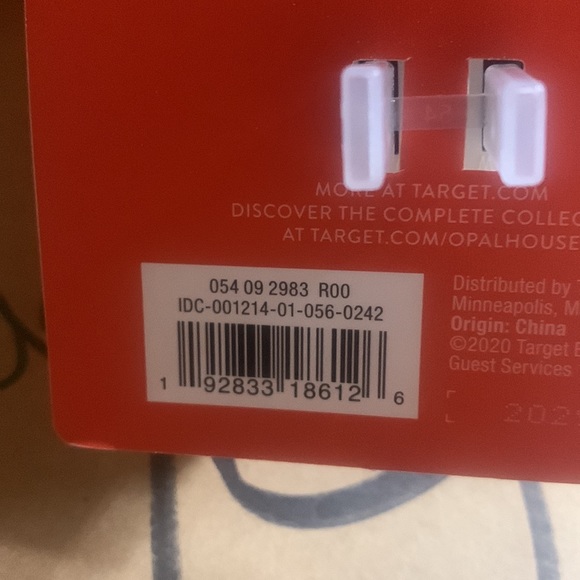 MORE AT TARGET.COM
DISCOVER THE COMPLETE COLLEC
AT TARGET.COM/OPALHOUSE
054 09 2983 R00
IDC-001214-01-056-0242
1 92833 18612 6
Distributed by
Minneapolis, M
Origin: China
©2020 Target B
Guest Services